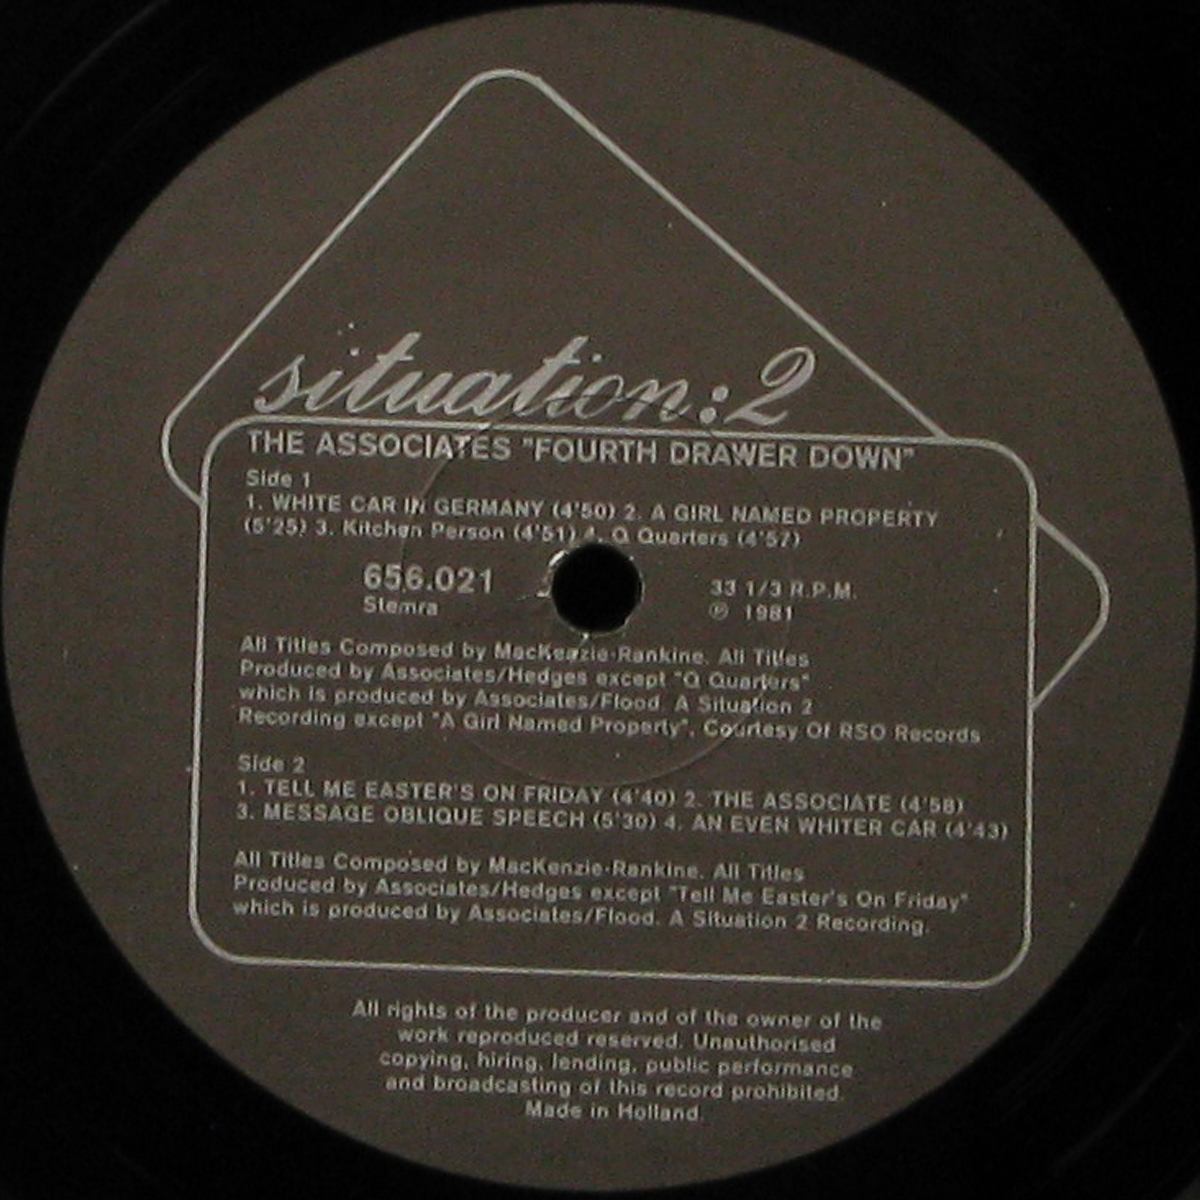 situation:2
THE ASSOCIATES "FOURTH DRAWER DOWN"
Side 1
1. WHITE CAR IN GERMANY (4'50) 2. A GIRL NAMED PROPERTY
(5'25) 3. Kitchen Person (4'51) 4. Q Quarters (4'57)
656.021 33 1/3 R.P.M.
Stemra ℗ 1981
All Titles Composed by MacKenzie-Rankine. All Titles
Produced by Associates/Hedges except "Q Quarters"
which is produced by Associates/Flood. A Situation 2
Recording except "A Girl Named Property". Courtesy Of RSO Records
Side 2
1. TELL ME EASTER'S ON FRIDAY (4'40) 2. THE ASSOCIATE (4'58)
3. MESSAGE OBLIQUE SPEECH (5'30) 4. AN EVEN WHITER CAR (4'43)
All Titles Composed by MacKenzie-Rankine. All Titles
Produced by Associates/Hedges except "Tell Me Easter's On Friday"
which is produced by Associates/Flood. A Situation 2 Recording.
All rights of the producer and of the owner of the
work reproduced reserved. Unauthorised
copying, hiring, lending, public performance
and broadcasting of this record prohibited.
Made in Holland.